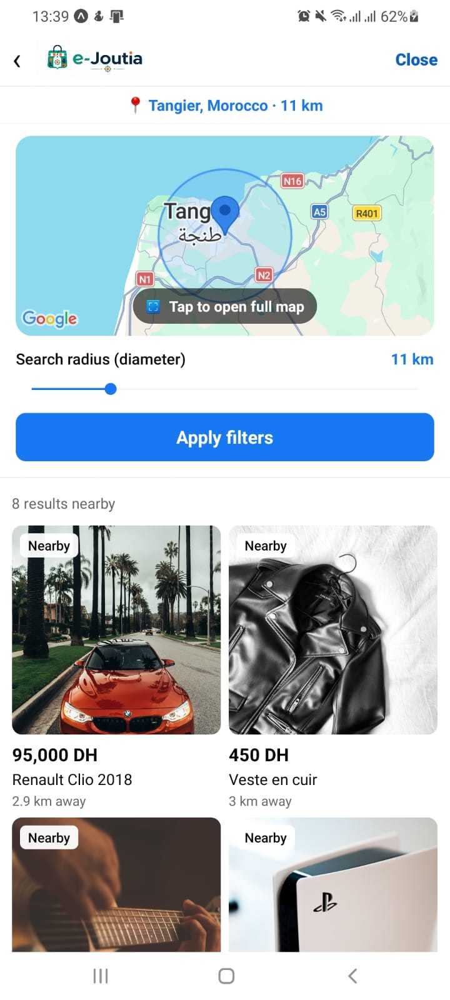 13:39
62%
e-Joutia
Close
Tangier, Morocco · 11 km
N16
Tang
A5
R401
طنجة
N1
N2
Tap to open full map
Google
Search radius (diameter)
11 km
Apply filters
8 results nearby
Nearby
Nearby
95,000 DH
450 DH
Renault Clio 2018
Veste en cuir
2.9 km away
3 km away
Nearby
Nearby